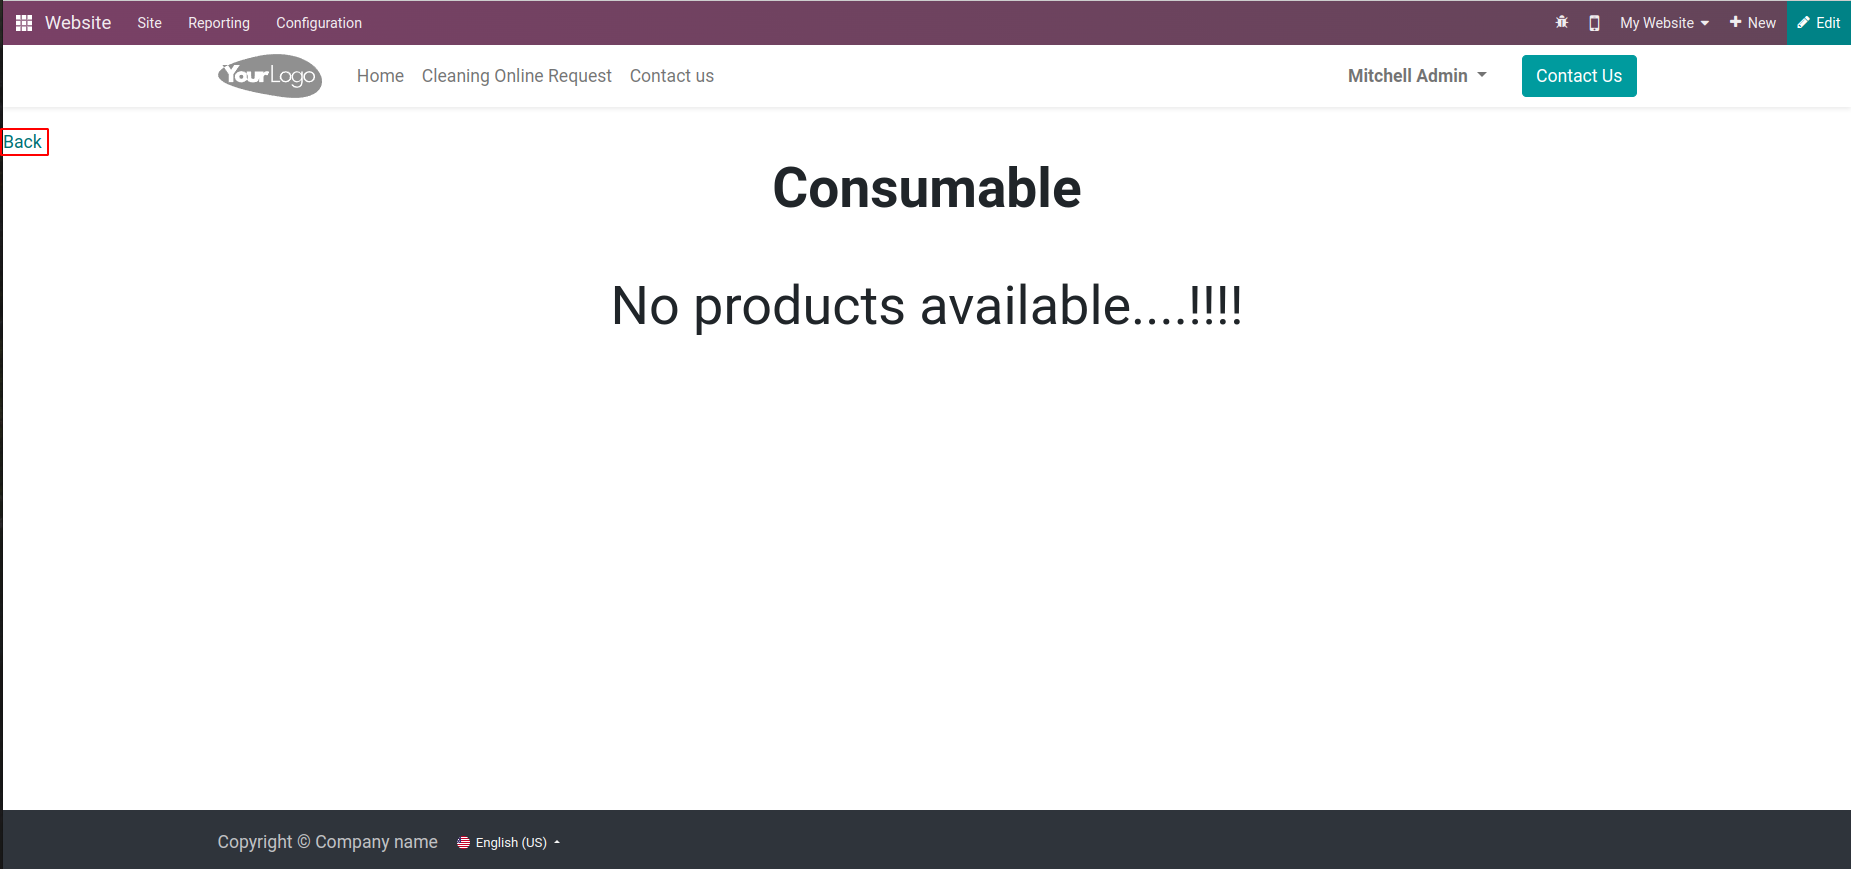 Website Site Reporting Configuration My Website New Edit
YourLogo Home Cleaning Online Request Contact us Mitchell Admin Contact Us
Back
Consumable
No products available....!!!!
Copyright © Company name English (US)